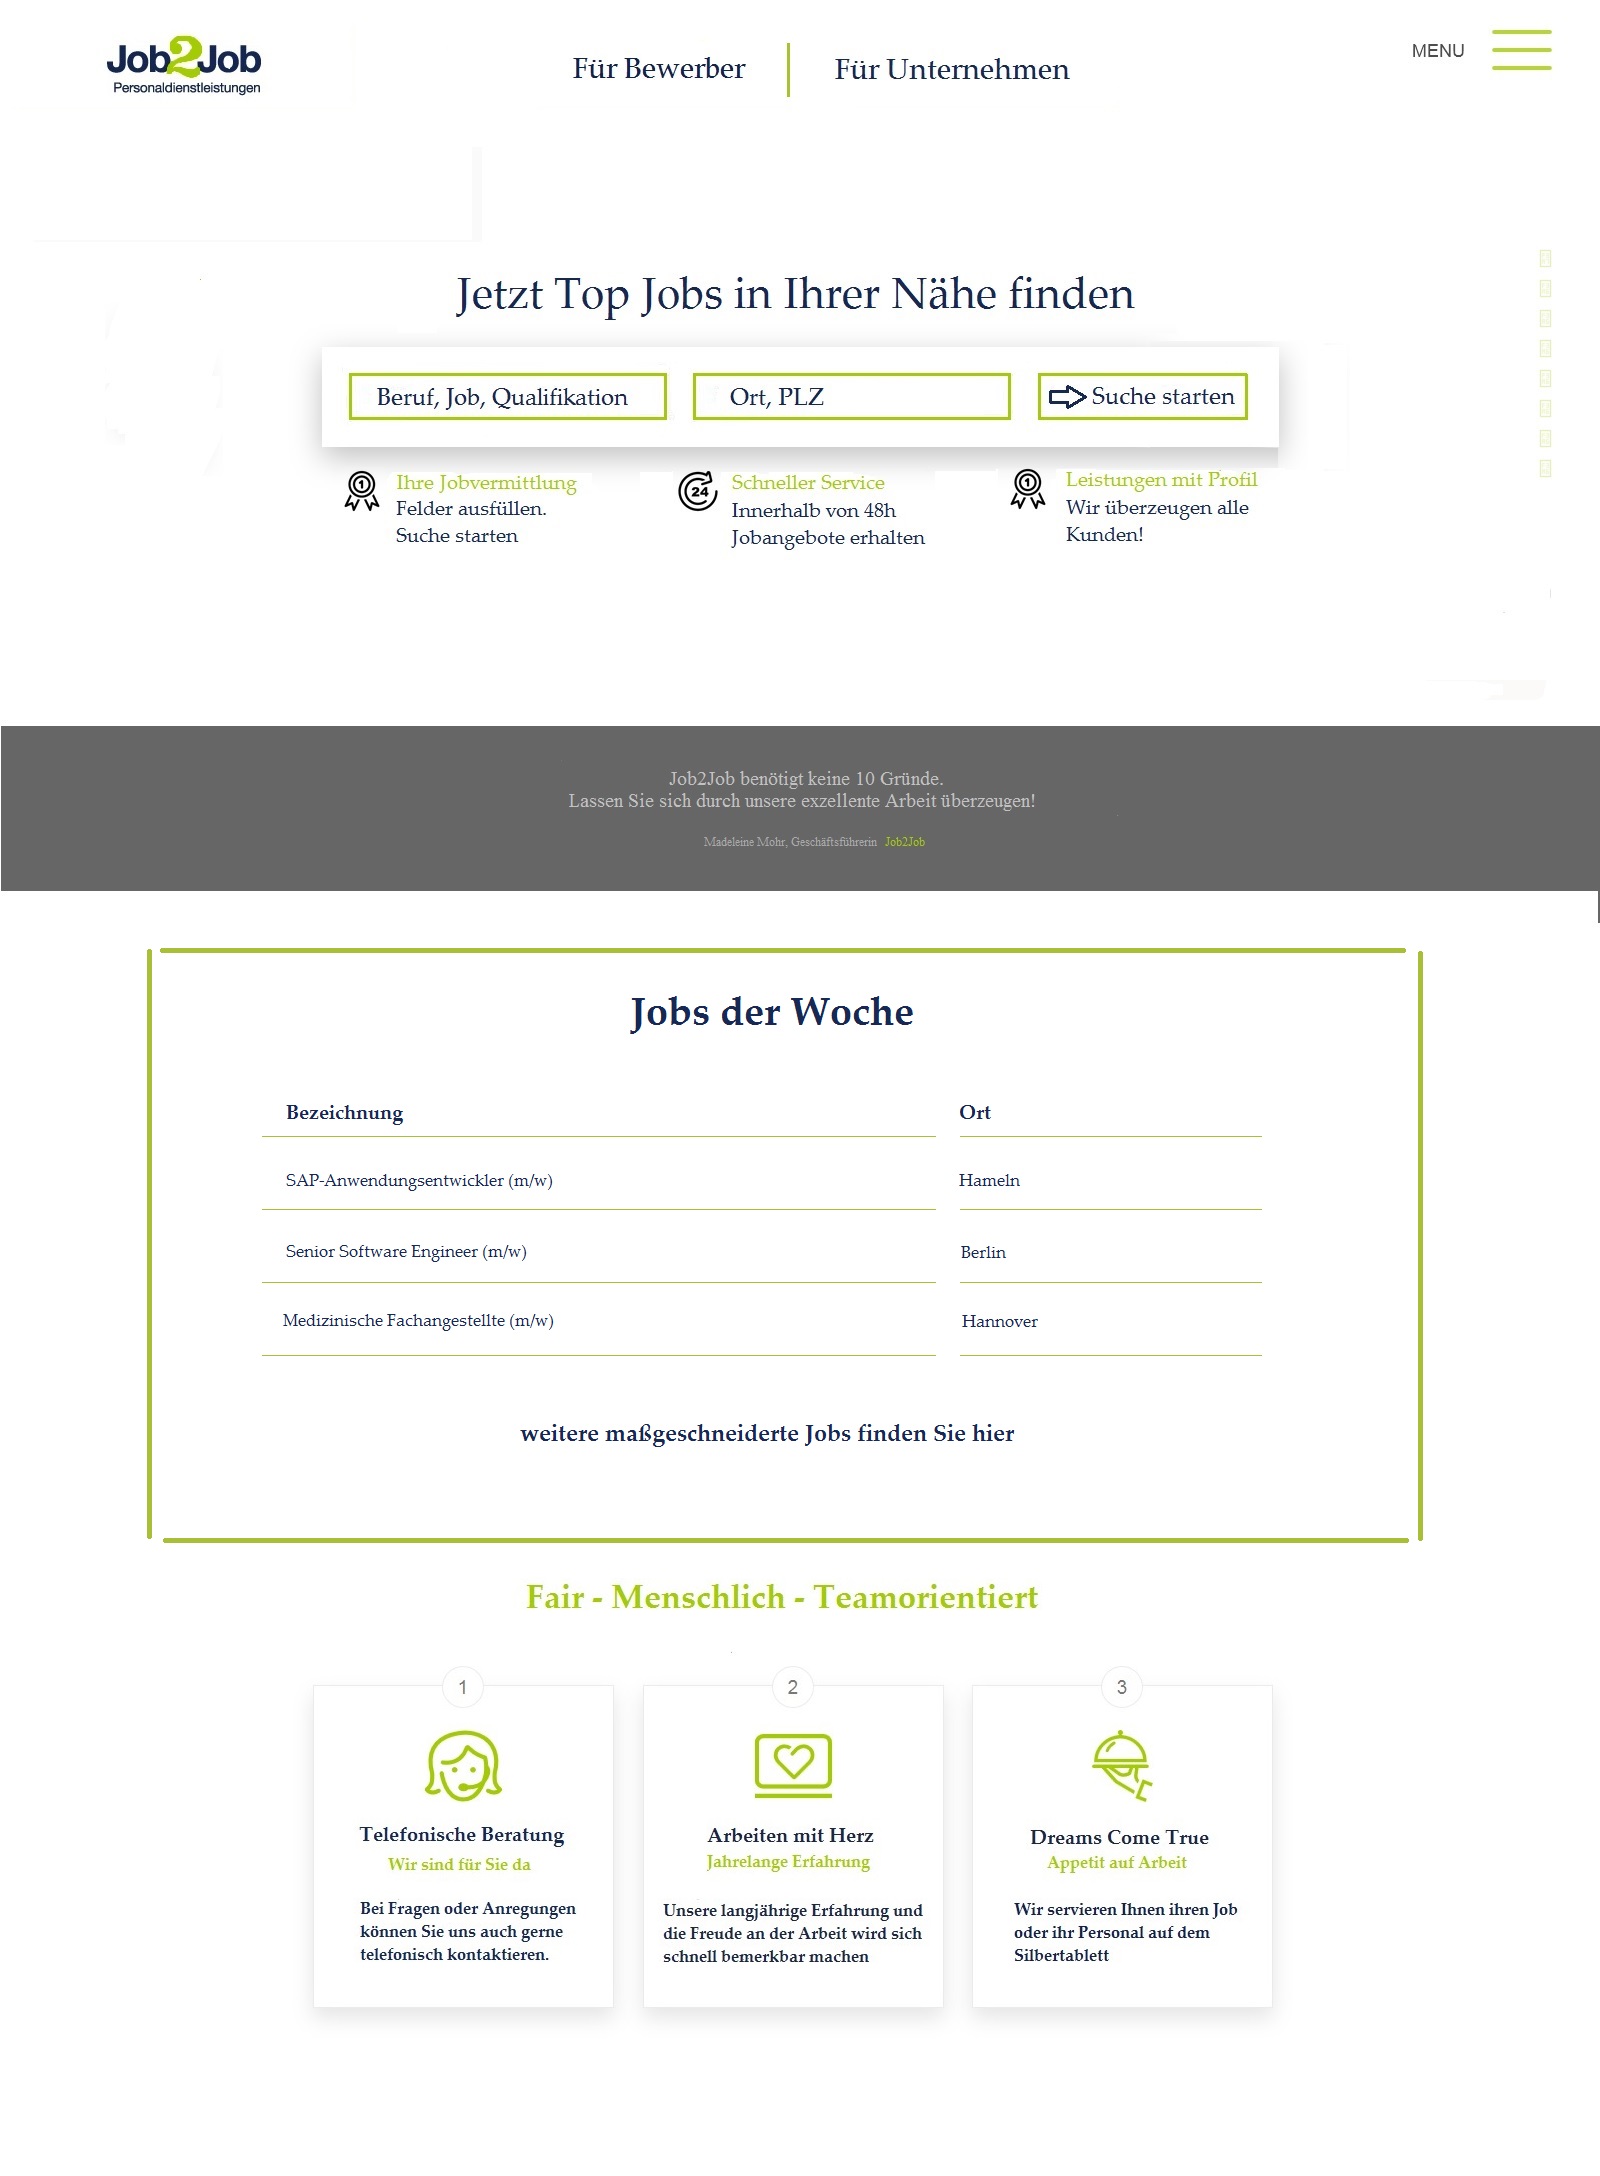 Job2Job
Personaldienstleistungen
Für Bewerber
Für Unternehmen
MENU
Jetzt Top Jobs in Ihrer Nähe finden
Beruf, Job, Qualifikation
Ort, PLZ
Suche starten
1
Ihre Jobvermittlung
Felder ausfüllen.
Suche starten
24
Schneller Service
Innerhalb von 48h
Jobangebote erhalten
1
Leistungen mit Profil
Wir überzeugen alle
Kunden!
Job2Job benötigt keine 10 Gründe.
Lassen Sie sich durch unsere exzellente Arbeit überzeugen!
Madeleine Mohr, Geschäftsführerin Job2Job
Jobs der Woche
Bezeichnung
Ort
SAP-Anwendungsentwickler (m/w)
Hameln
Senior Software Engineer (m/w)
Berlin
Medizinische Fachangestellte (m/w)
Hannover
weitere maßgeschneiderte Jobs finden Sie hier
Fair - Menschlich - Teamorientiert
1
Telefonische Beratung
Wir sind für Sie da
Bei Fragen oder Anregungen
können Sie uns auch gerne
telefonisch kontaktieren.
2
Arbeiten mit Herz
Jahrelange Erfahrung
Unsere langjährige Erfahrung und
die Freude an der Arbeit wird sich
schnell bemerkbar machen
3
Dreams Come True
Appetit auf Arbeit
Wir servieren Ihnen ihren Job
oder ihr Personal auf dem
Silbertablett